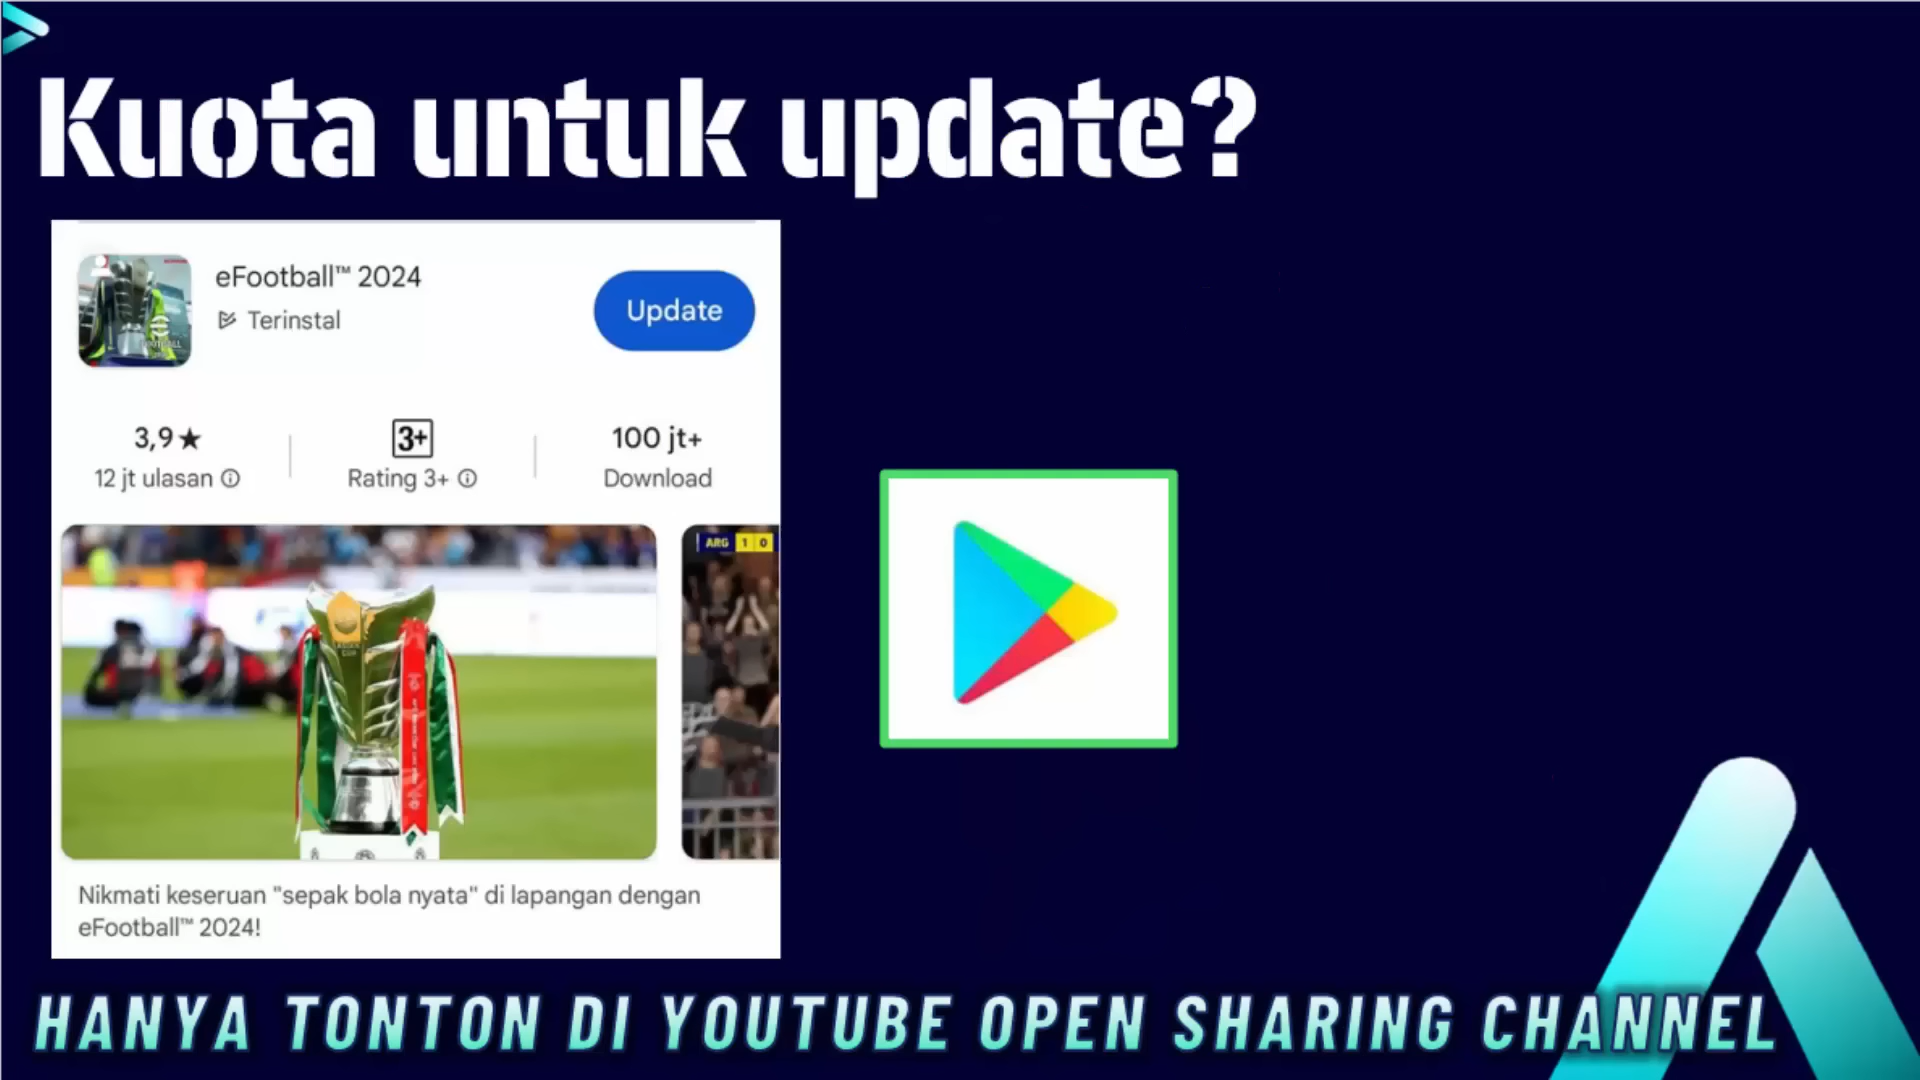 Kuota untuk update?
eFootball™ 2024
Terinstal
Update
3,9★
12 jt ulasan
3+
Rating 3+
100 jt+
Download
ARG 1 0
Nikmati keseruan "sepak bola nyata" di lapangan dengan
eFootball™ 2024!
HANYA TONTON DI YOUTUBE OPEN SHARING CHANNEL